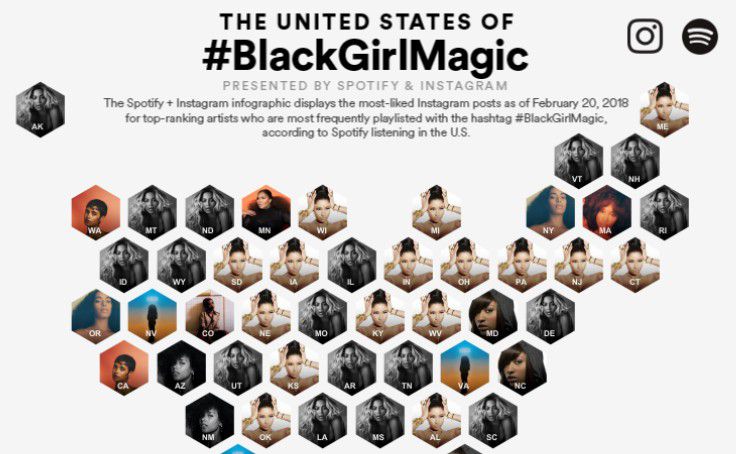 THE UNITED STATES OF
#BlackGirlMagic
PRESENTED BY SPOTIFY & INSTAGRAM
The Spotify + Instagram infographic displays the most-liked Instagram posts as of February 20, 2018
for top-ranking artists who are most frequently playlisted with the hashtag #BlackGirlMagic,
according to Spotify listening in the U.S.
AK
ME
VT NH
WA MT ND MN WI MI NY MA RI
ID WY SD IA IL IN OH PA NJ CT
OR NV CO NE MO KY WV MD DE
CA AZ UT KS AR TN VA NC
NM OK LA MS AL SC